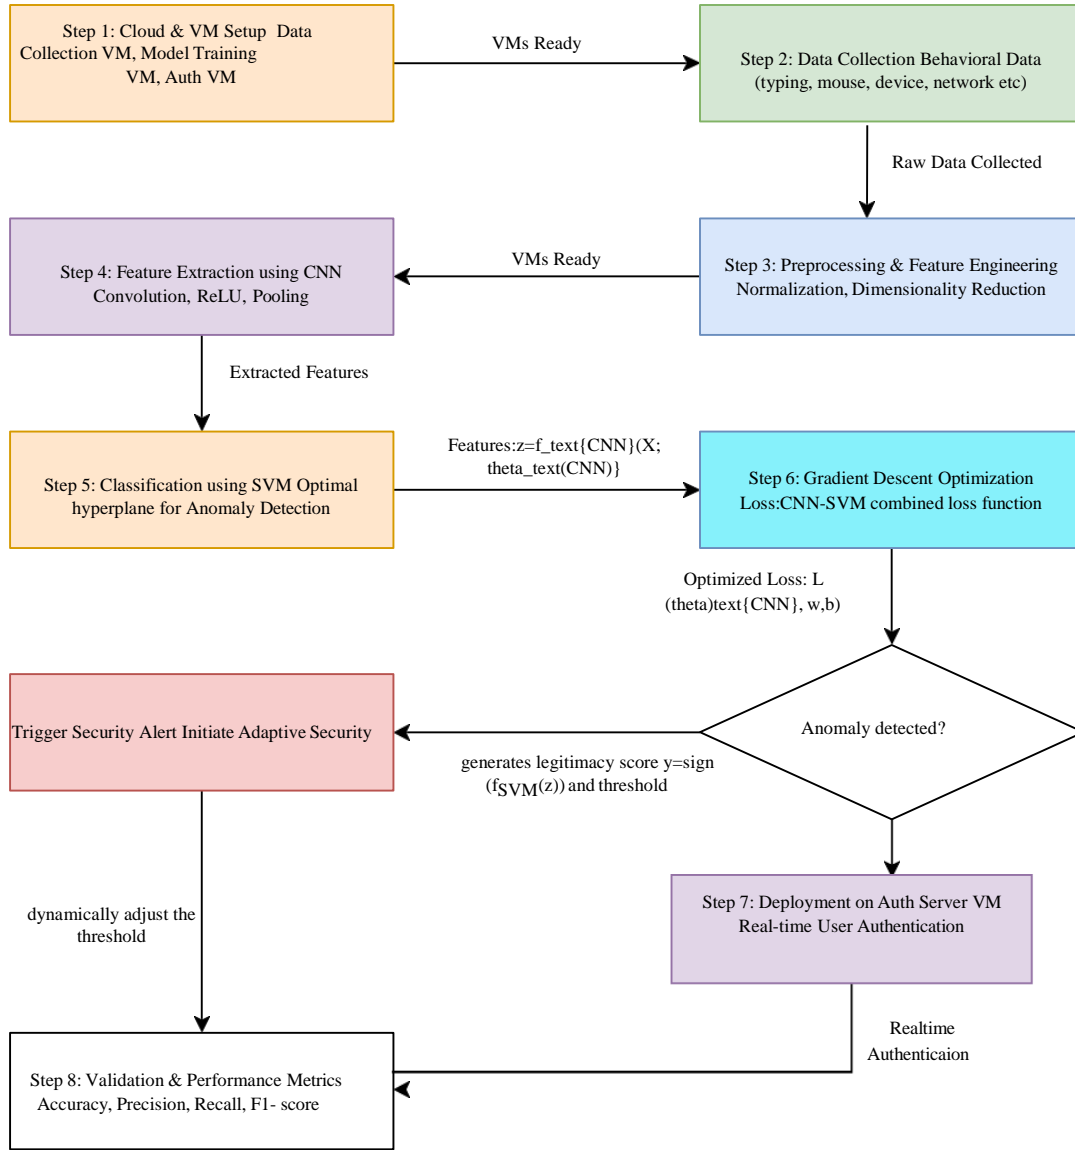 Step 1: Cloud & VM Setup  Data
Collection VM, Model Training
VM, Auth VM
VMs Ready
Step 2: Data Collection Behavioral Data
(typing, mouse, device, network etc)
Raw Data Collected
Step 4: Feature Extraction using CNN
Convolution, ReLU, Pooling
VMs Ready
Step 3: Preprocessing & Feature Engineering
Normalization, Dimensionality Reduction
Extracted Features
Step 5: Classification using SVM Optimal
hyperplane for Anomaly Detection
Features:z=f_text{CNN}(X;
theta_text(CNN)}
Step 6: Gradient Descent Optimization
Loss:CNN-SVM combined loss function
Optimized Loss: L
(theta)text{CNN}, w,b)
Trigger Security Alert Initiate Adaptive Security
Anomaly detected?
generates legitimacy score y=sign
(fSVM(z)) and threshold
Step 7: Deployment on Auth Server VM
Real-time User Authentication
dynamically adjust the
threshold
Realtime
Authenticaion
Step 8: Validation & Performance Metrics
Accuracy, Precision, Recall, F1- score